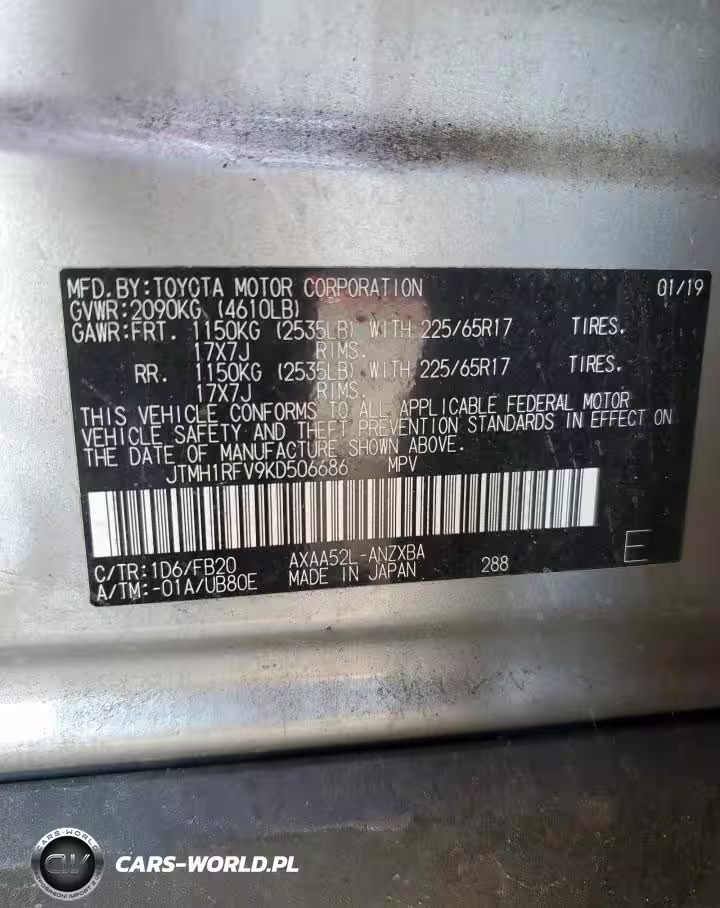 MFD. BY: TOYOTA MOTOR CORPORATION 01/19
GVWR: 2090KG (4610LB)
GAWR: FRT. 1150KG (2535LB) WITH 225/65R17 TIRES.
17X7J RIMS.
RR. 1150KG (2535LB) WITH 225/65R17 TIRES.
17X7J RIMS.
THIS VEHICLE CONFORMS TO ALL APPLICABLE FEDERAL MOTOR
VEHICLE SAFETY AND THEFT PREVENTION STANDARDS IN EFFECT ON
THE DATE OF MANUFACTURE SHOWN ABOVE.
JTMH1RFV9KD506686 MPV
C/TR: 1D6/FB20 AXAA52L-ANZXBA
A/TM: -01A/UB80E MADE IN JAPAN 288 E
CARS-WORLD
CARS-WORLD.PL